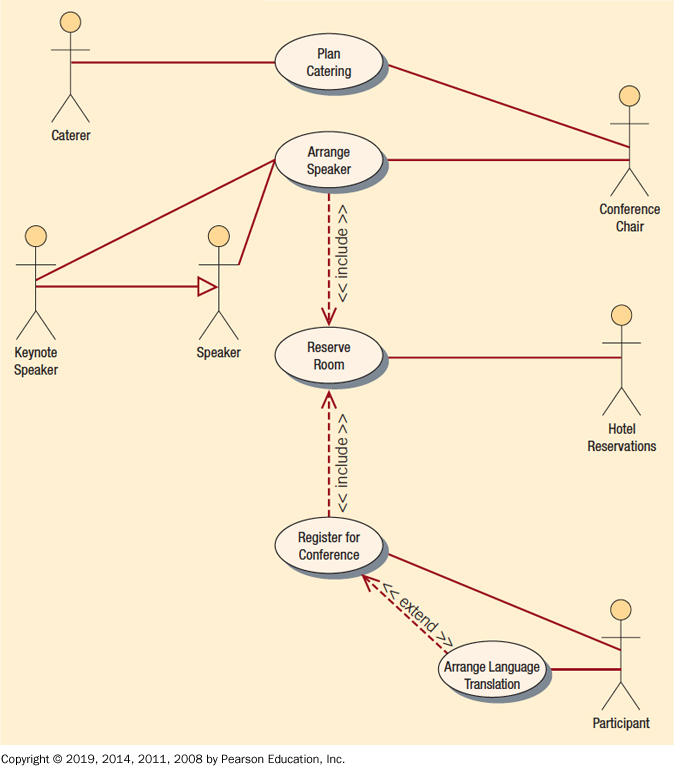 Plan
Catering
Caterer
Arrange
Speaker
Conference
Chair
<< include >>
Keynote
Speaker
Speaker
Reserve
Room
Hotel
Reservations
<< include >>
Register for
Conference
<< extend >>
Arrange Language
Translation
Participant
Copyright © 2019, 2014, 2011, 2008 by Pearson Education, Inc.